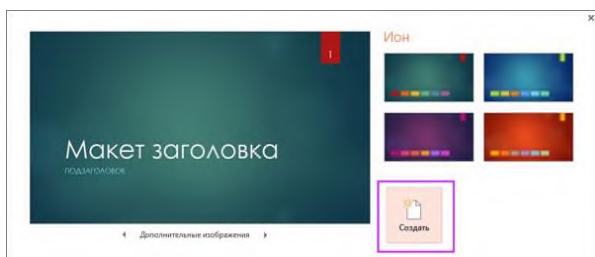 Ион
1
Макет заголовка
ПОДЗАГОЛОВОК
Создать
Дополнительные изображения